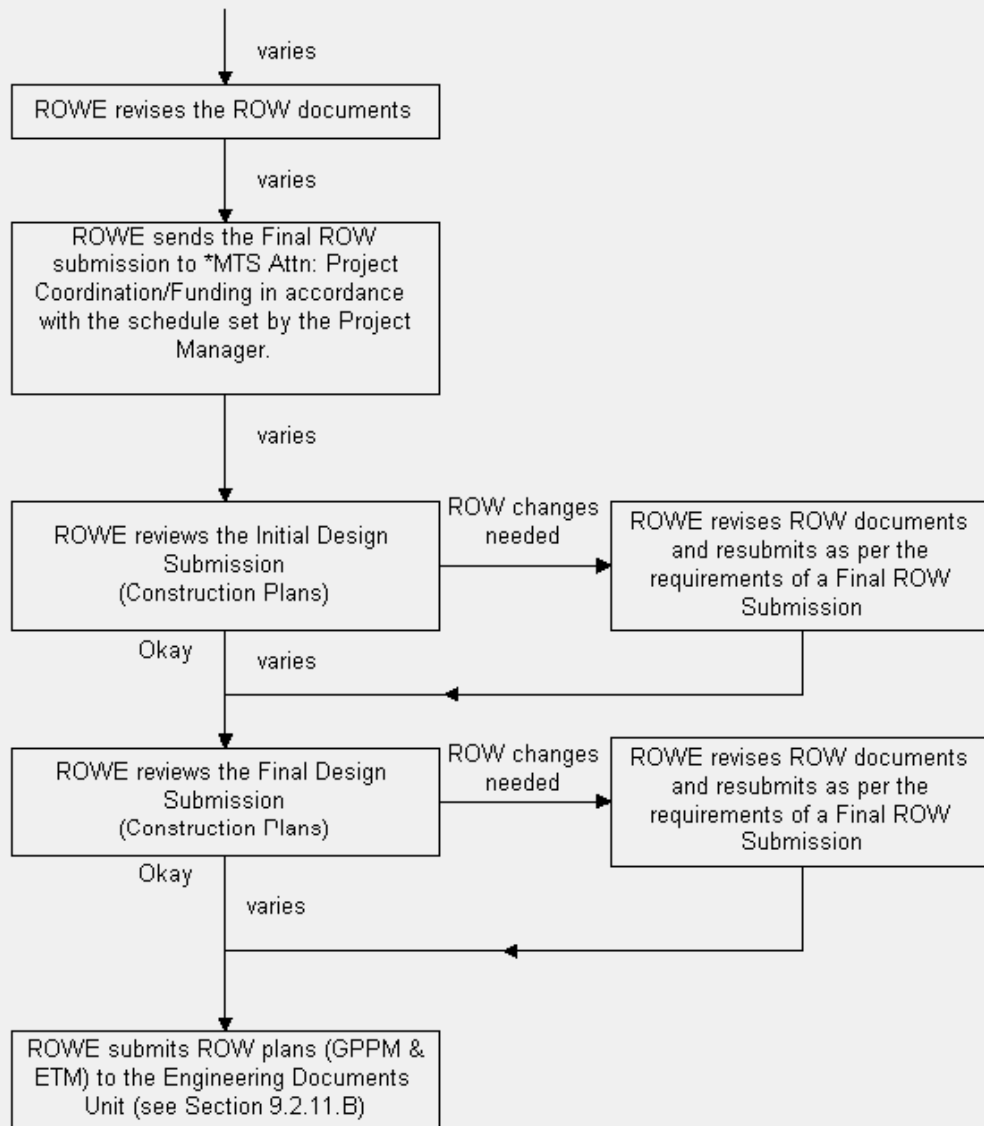 varies
ROWE revises the ROW documents
varies
ROWE sends the Final ROW
submission to *MTS Attn: Project
Coordination/Funding in accordance
with the schedule set by the Project
Manager.
varies
ROWE reviews the Initial Design
Submission
(Construction Plans)
ROW changes
needed
ROWE revises ROW documents
and resubmits as per the
requirements of a Final ROW
Submission
Okay
varies
ROWE reviews the Final Design
Submission
(Construction Plans)
ROW changes
needed
ROWE revises ROW documents
and resubmits as per the
requirements of a Final ROW
Submission
Okay
varies
ROWE submits ROW plans (GPPM &
ETM) to the Engineering Documents
Unit (see Section 9.2.11.B)